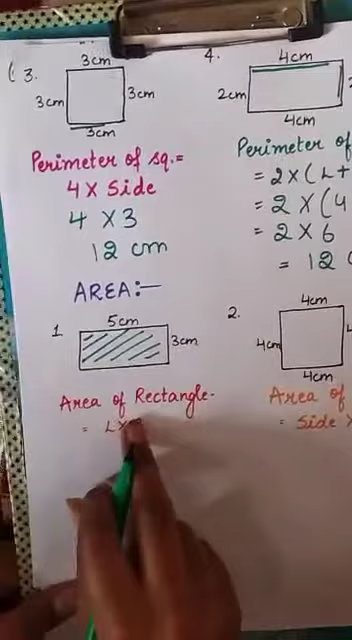 3.
3cm
3cm
3cm
3cm
Perimeter of sq.=
4 X Side
4 X 3
12 cm
4.
4cm
2cm
4cm
Perimeter of
= 2 X (L +
= 2 X (4
= 2 X 6
= 12
AREA:-
1.
5cm
3cm
Area of Rectangle-
= L X
2.
4cm
4cm
4cm
Area of
= Side X